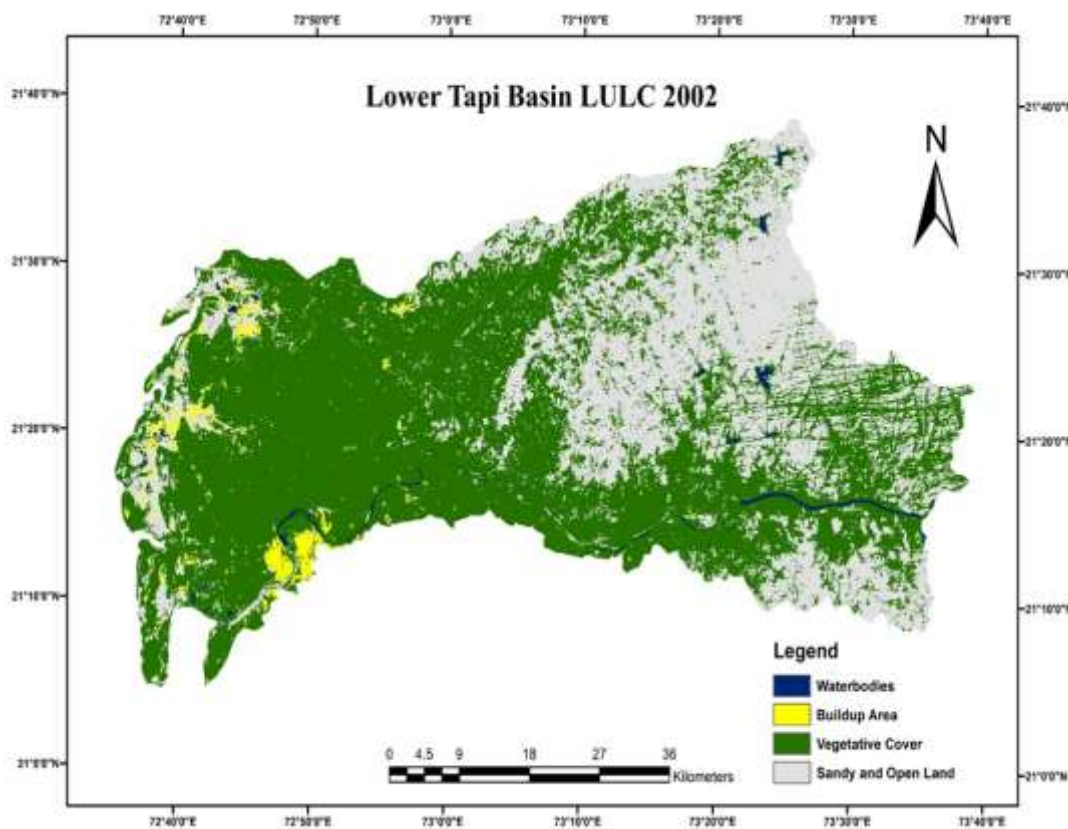 72°40'0"E 72°50'0"E 73°0'0"E 73°10'0"E 73°20'0"E 73°30'0"E 73°40'0"E
Lower Tapi Basin LULC 2002
21°40'0"N 21°40'0"N
N
21°30'0"N 21°30'0"N
21°20'0"N 21°20'0"N
21°10'0"N 21°10'0"N
Legend
Waterbodies
Buildup Area
Vegetative Cover
Sandy and Open Land
0 4.5 9 18 27 36
Kilometers
21°0'0"N 21°0'0"N
72°40'0"E 72°50'0"E 73°0'0"E 73°10'0"E 73°20'0"E 73°30'0"E 73°40'0"E